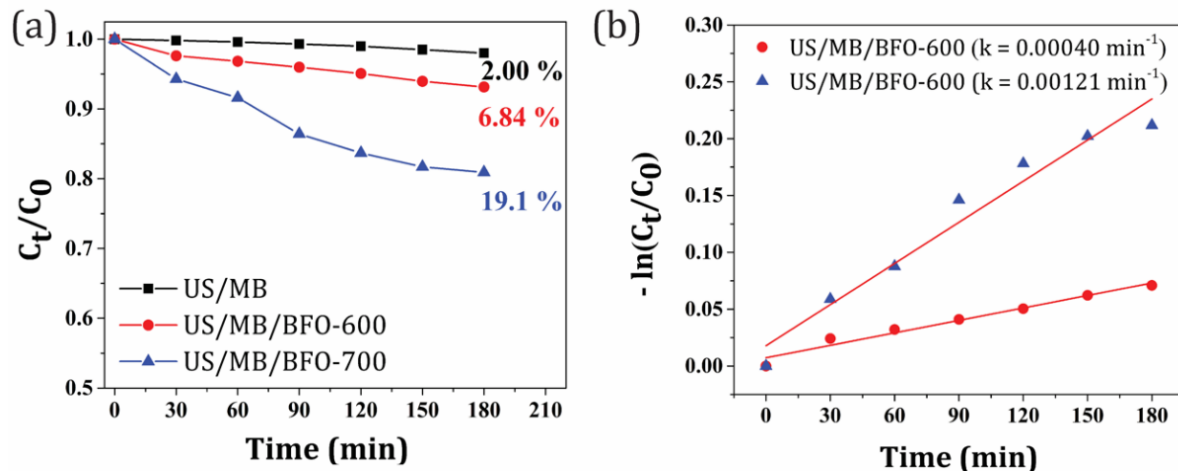 (a)
1.0
0.9
0.8
0.7
0.6
0.5
C_t/C_0
2.00 %
6.84 %
19.1 %
US/MB
US/MB/BFO-600
US/MB/BFO-700
0 30 60 90 120 150 180 210
Time (min)
(b)
0.30
0.25
0.20
0.15
0.10
0.05
0.00
- ln(C_t/C_0)
US/MB/BFO-600 (k = 0.00040 min⁻¹)
US/MB/BFO-600 (k = 0.00121 min⁻¹)
0 30 60 90 120 150 180
Time (min)